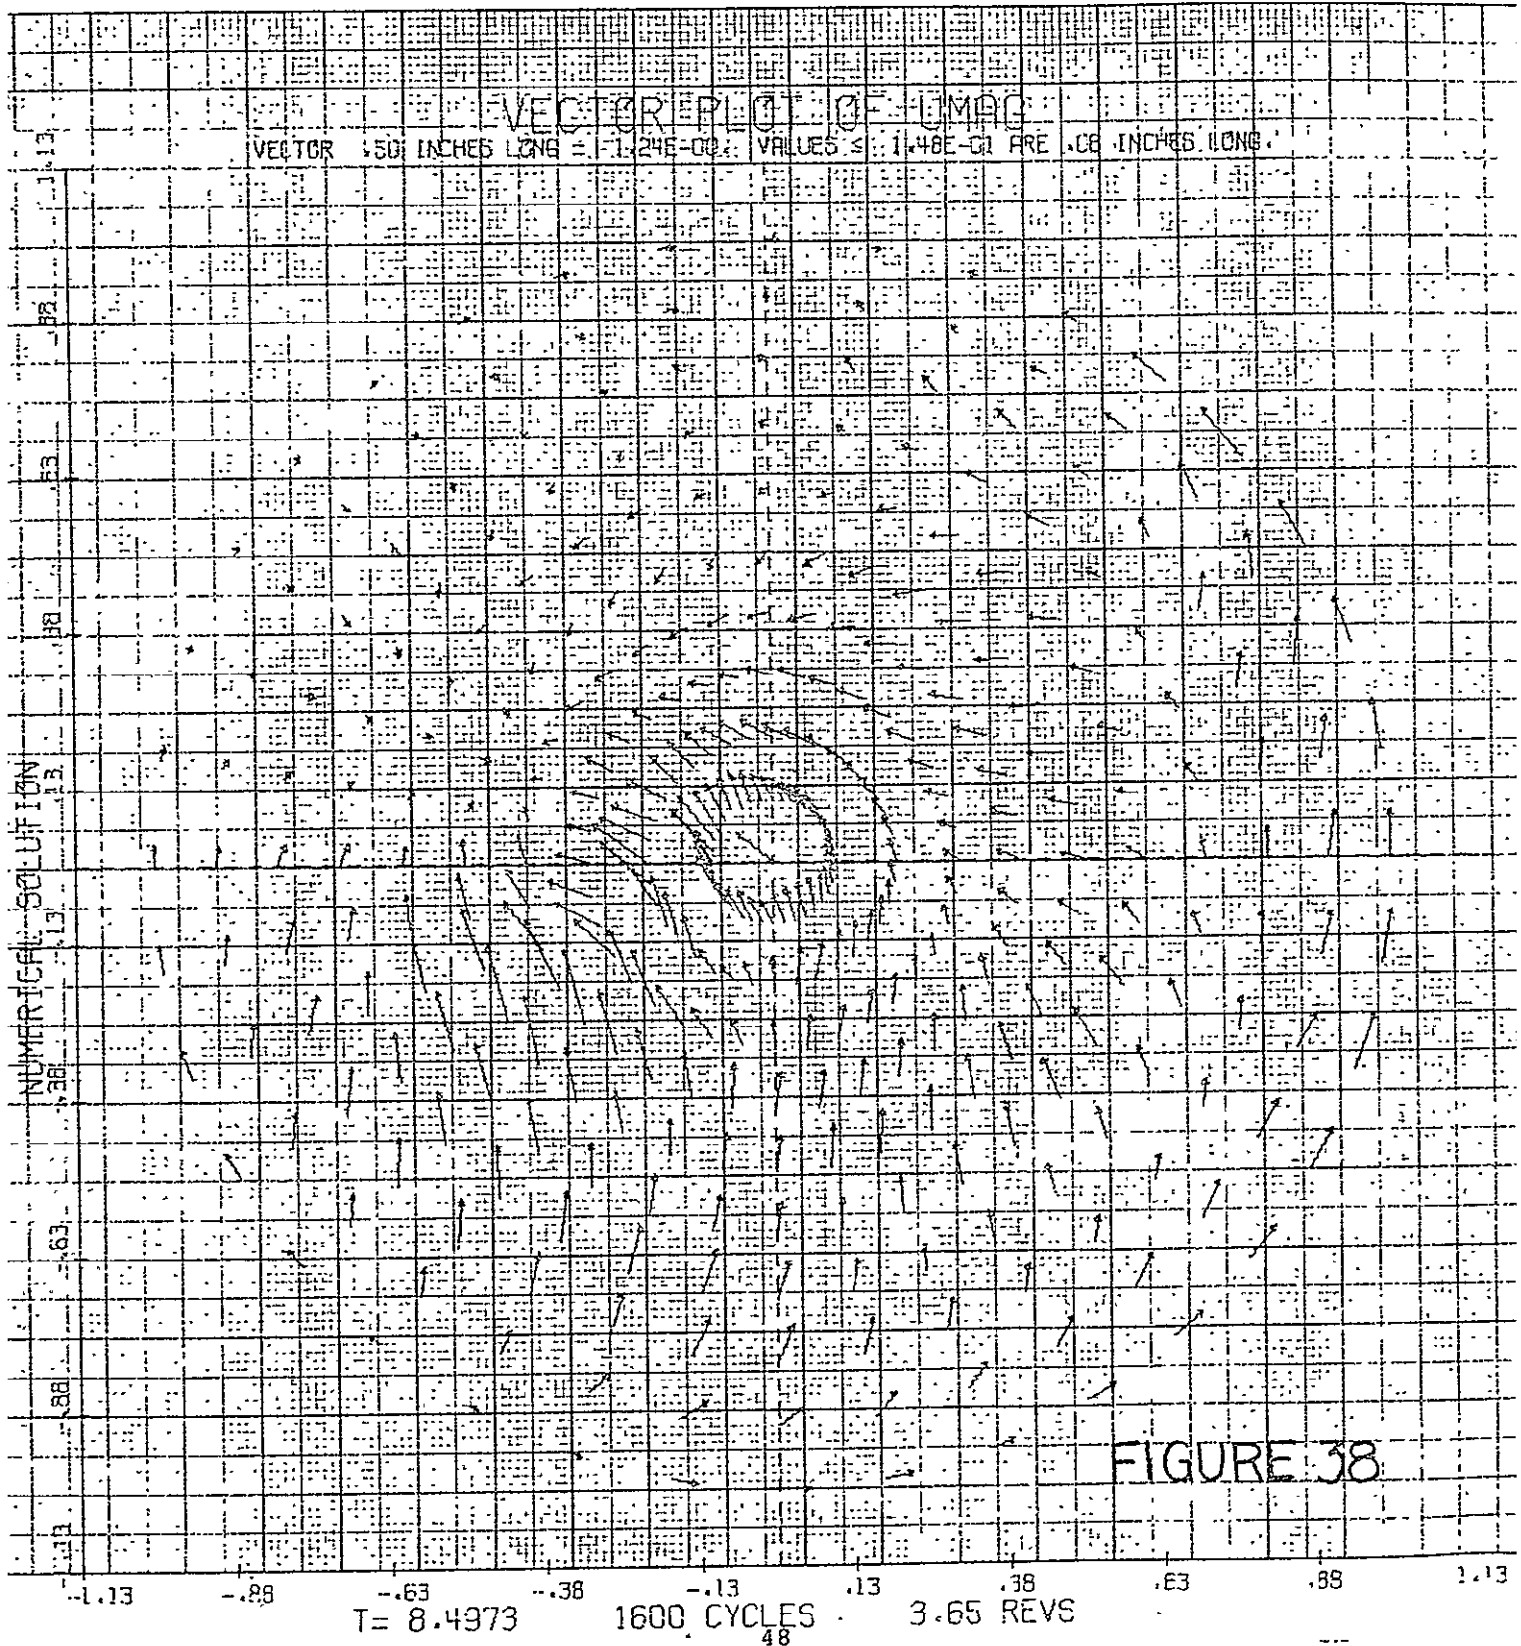 VECTOR PLOT OF UMAG
VECTOR .50 INCHES LONG = 1.24E-00. VALUES ≤ 1.48E-01 ARE .06 INCHES LONG.
1.13
.88
.63
.38
.13
-.13
-.38
-.63
-.88
NUMERICAL SOLUTION
FIGURE 38
-1.13 -.88 -.63 -.38 -.13 .13 .38 .63 .88 1.13
T= 8.4973 1600 CYCLES 3.65 REVS
48